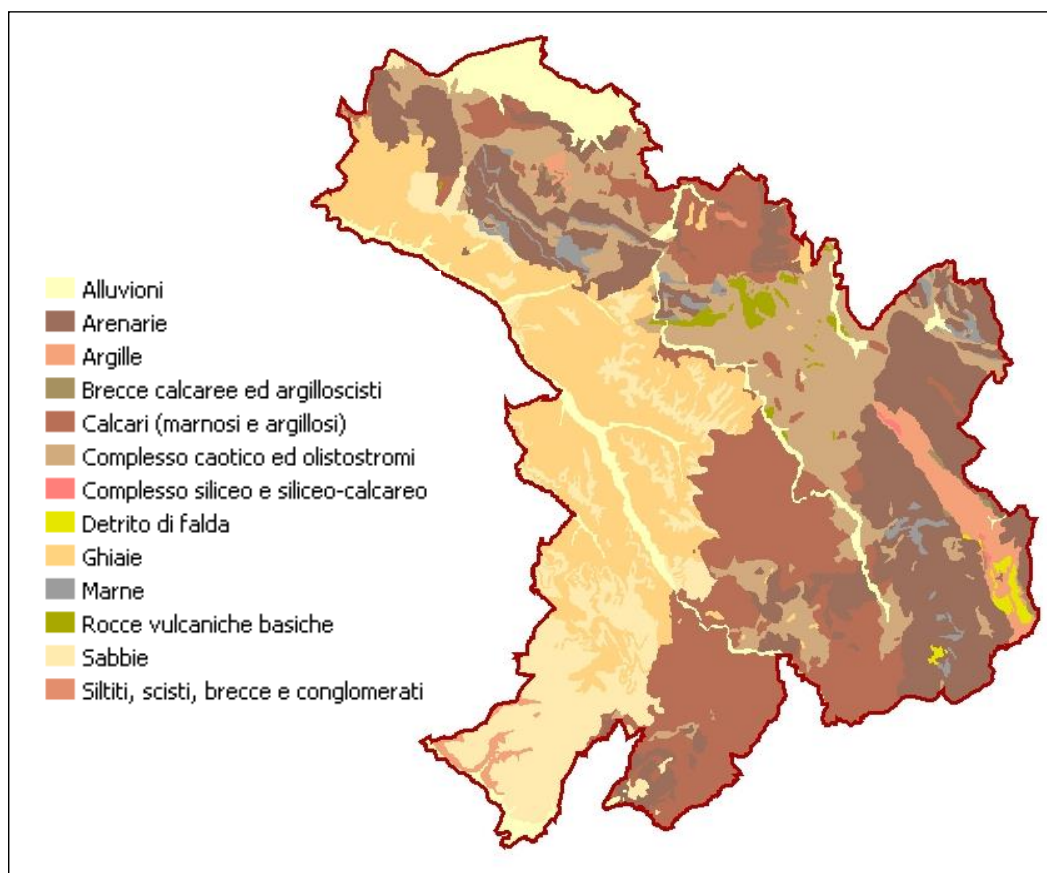 Alluvioni
Arenarie
Argille
Brecce calcaree ed argilloscisti
Calcari (marnosi e argillosi)
Complesso caotico ed olistostromi
Complesso siliceo e siliceo-calcareo
Detrito di falda
Ghiaie
Marne
Rocce vulcaniche basiche
Sabbie
Siltiti, scisti, brecce e conglomerati